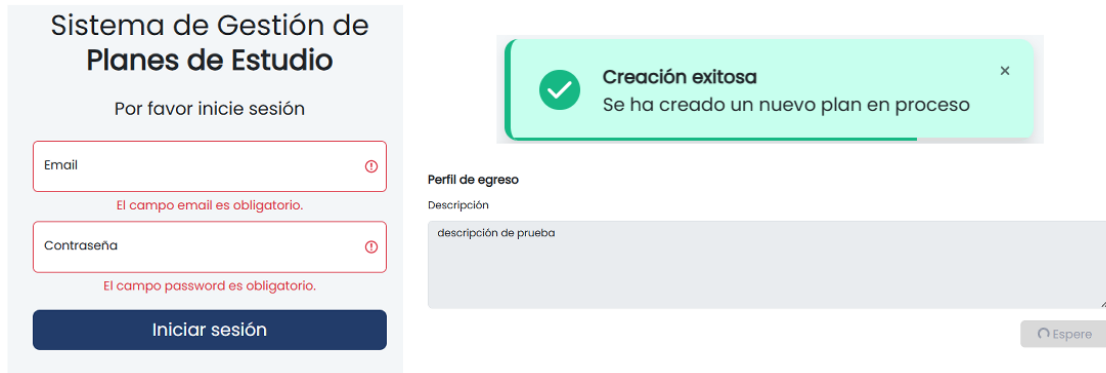 Sistema de Gestión de
Planes de Estudio
Por favor inicie sesión
Email
El campo email es obligatorio.
Contraseña
El campo password es obligatorio.
Iniciar sesión
Creación exitosa
Se ha creado un nuevo plan en proceso
Perfil de egreso
Descripción
descripción de prueba
Espere